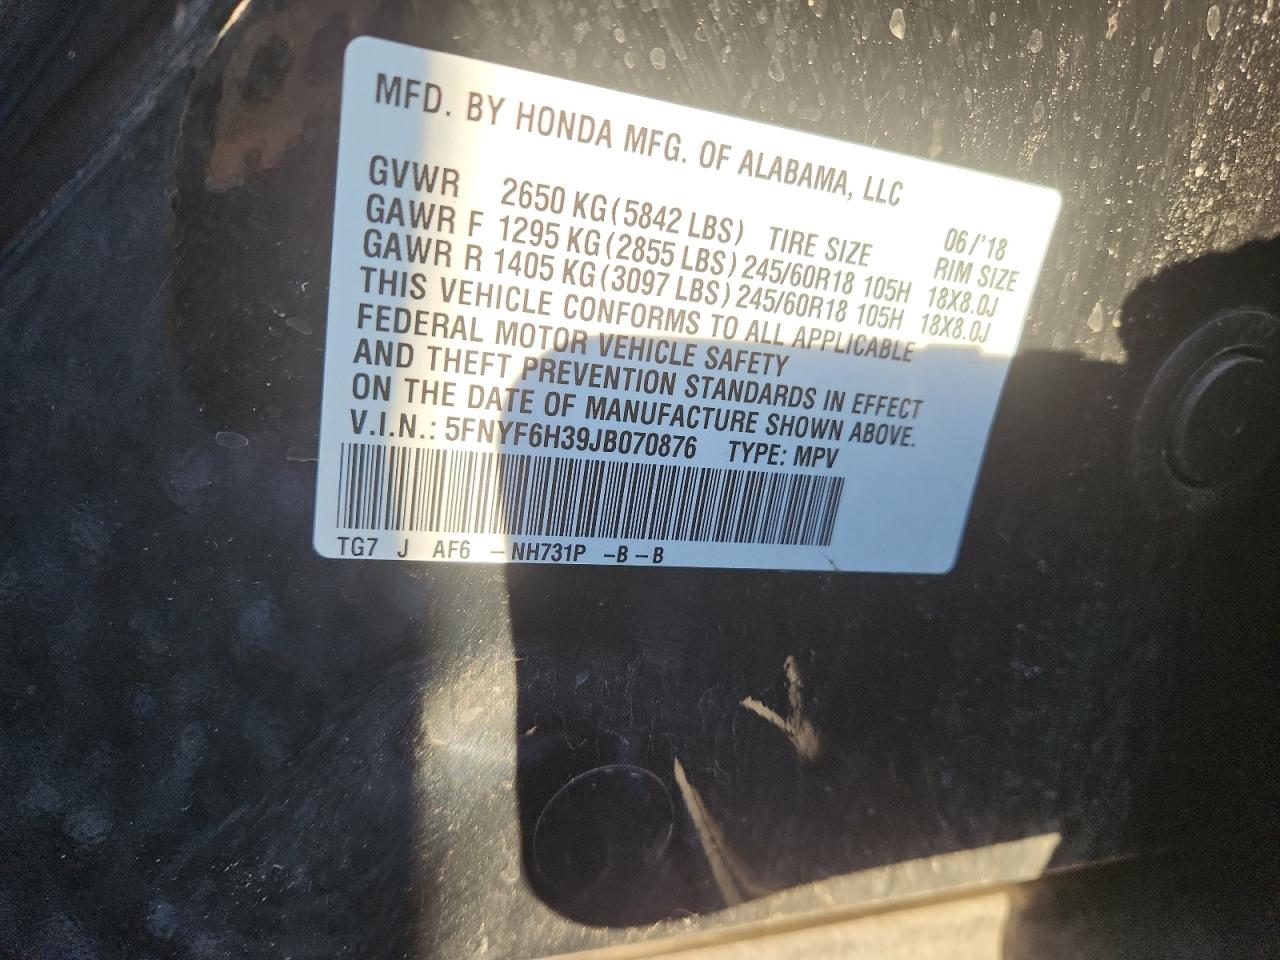 MFD. BY HONDA MFG. OF ALABAMA, LLC
06/'18
GVWR 2650 KG(5842 LBS) TIRE SIZE RIM SIZE
GAWR F 1295 KG(2855 LBS) 245/60R18 105H 18X8.0J
GAWR R 1405 KG(3097 LBS) 245/60R18 105H 18X8.0J
THIS VEHICLE CONFORMS TO ALL APPLICABLE
FEDERAL MOTOR VEHICLE SAFETY
AND THEFT PREVENTION STANDARDS IN EFFECT
ON THE DATE OF MANUFACTURE SHOWN ABOVE.
V.I.N.: 5FNYF6H39JB070876 TYPE: MPV
TG7 J AF6 – NH731P –B – B